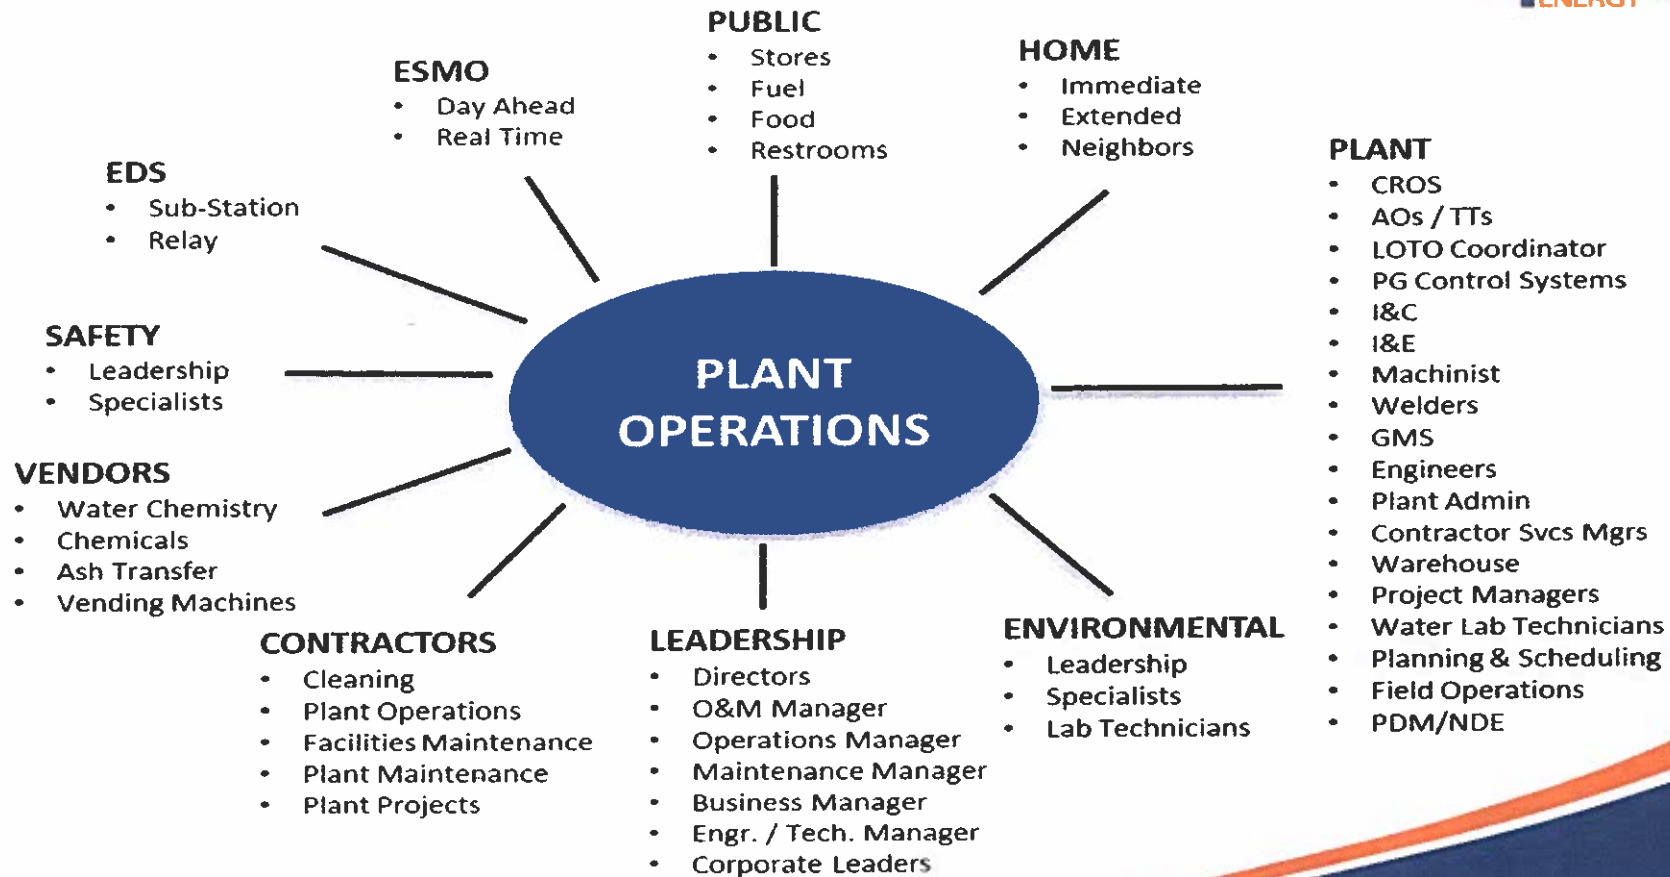 ENERGY
PUBLIC
• Stores
• Fuel
• Food
• Restrooms
HOME
• Immediate
• Extended
• Neighbors
ESMO
• Day Ahead
• Real Time
EDS
• Sub-Station
• Relay
PLANT
• CROS
• AOs / TTs
• LOTO Coordinator
• PG Control Systems
• I&C
• I&E
• Machinist
• Welders
• GMS
• Engineers
• Plant Admin
• Contractor Svcs Mgrs
• Warehouse
• Project Managers
• Water Lab Technicians
• Planning & Scheduling
• Field Operations
• PDM/NDE
SAFETY
• Leadership
• Specialists
PLANT
OPERATIONS
VENDORS
• Water Chemistry
• Chemicals
• Ash Transfer
• Vending Machines
CONTRACTORS
• Cleaning
• Plant Operations
• Facilities Maintenance
• Plant Maintenance
• Plant Projects
LEADERSHIP
• Directors
• O&M Manager
• Operations Manager
• Maintenance Manager
• Business Manager
• Engr. / Tech. Manager
• Corporate Leaders
ENVIRONMENTAL
• Leadership
• Specialists
• Lab Technicians